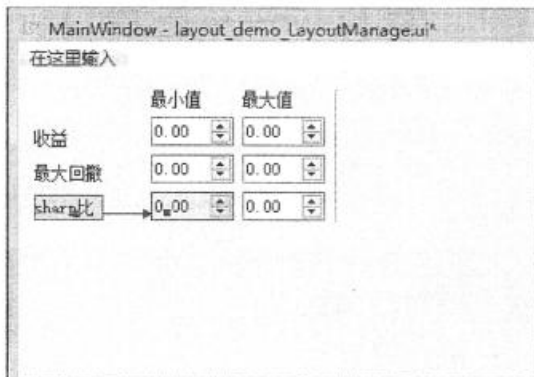 MainWindow - layout_demo_LayoutManage.ui*
在这里输入
最小值 最大值
收益 0.00 0.00
最大回撤 0.00 0.00
sharp比 0.00 0.00